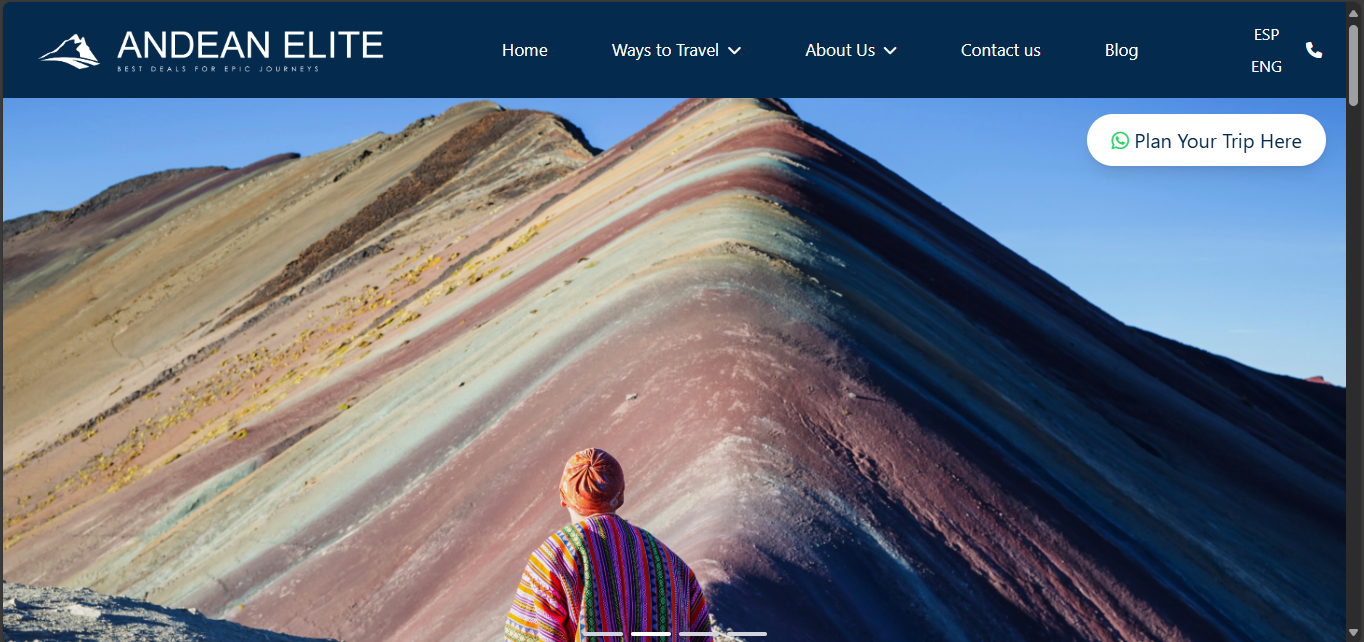 ANDEAN ELITE
BEST DEALS FOR EPIC JOURNEYS
Home
Ways to Travel
About Us
Contact us
Blog
ESP
ENG
Plan Your Trip Here